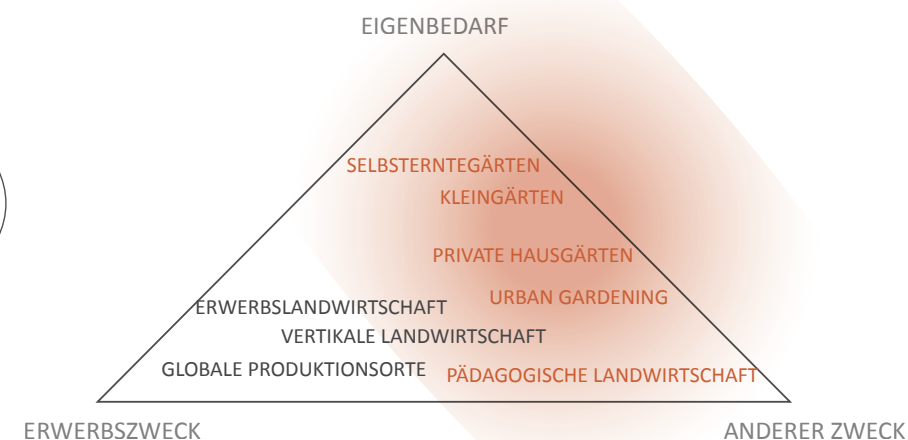 EIGENBEDARF
SELBSTERNTEGÄRTEN
KLEINGÄRTEN
PRIVATE HAUSGÄRTEN
URBAN GARDENING
ERWERBSLANDWIRTSCHAFT
VERTIKALE LANDWIRTSCHAFT
GLOBALE PRODUKTIONSORTE
PÄDAGOGISCHE LANDWIRTSCHAFT
ERWERBSZWECK
ANDERER ZWECK